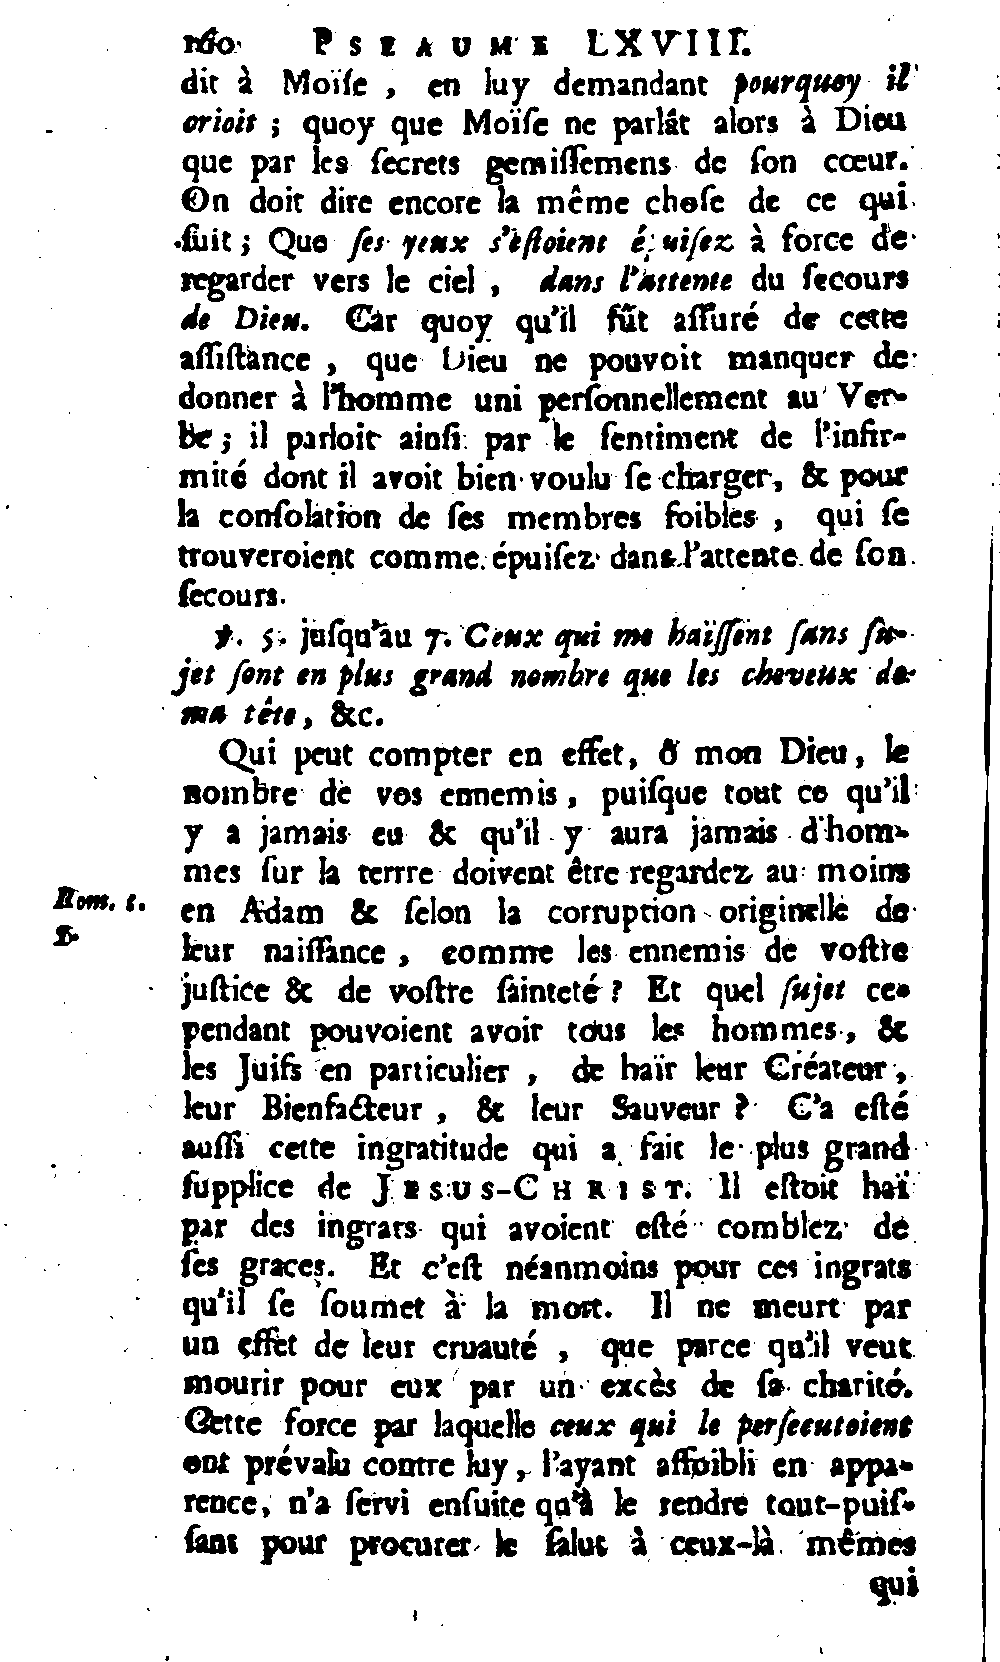 160 PSEAUME LXVIII.
dit à Moïſe, en luy demandant pourquoy il
crioit; quoy que Moïſe ne parlât alors à Dieu
que par les ſecrets gemiſſemens de ſon cœur.
On doit dire encore la même choſe de ce qui
ſuit; Que ſes yeux s'eſtoient épuiſez à force de
regarder vers le ciel, dans l'attente du ſecours
de Dieu. Car quoy qu'il fût aſſuré de cette
aſſiſtance, que Dieu ne pouvoit manquer de
donner à l'homme uni perſonnellement au Ver-
be; il parloit ainſi par le ſentiment de l'infir-
mité dont il avoit bien voulu ſe charger, & pour
la conſolation de ſes membres foibles, qui ſe
trouveroient comme épuiſez dans l'attente de ſon
ſecours.
℣. 5. juſqu'au 7. Ceux qui me haïſſent ſans ſu-
jet ſont en plus grand nombre que les cheveux de
ma tête, &c.
Qui peut compter en effet, ô mon Dieu, le
nombre de vos ennemis, puiſque tout ce qu'il
y a jamais eu & qu'il y aura jamais d'hom-
mes ſur la terrre doivent être regardez au moins
Rom. 5. en Adam & ſelon la corruption originelle de
8. leur naiſſance, comme les ennemis de voſtre
juſtice & de voſtre ſainteté? Et quel ſujet ce-
pendant pouvoient avoir tous les hommes, &
les Juifs en particulier, de haïr leur Créateur,
leur Bienfacteur, & leur Sauveur? C'a eſté
auſſi cette ingratitude qui a fait le plus grand
ſupplice de JESUS-CHRIST. Il eſtoit haï
par des ingrats qui avoient eſté comblez de
ſes graces. Et c'eſt néanmoins pour ces ingrats
qu'il ſe ſoumet à la mort. Il ne meurt par
un effet de leur cruauté, que parce qu'il veut
mourir pour eux par un excès de ſa charité.
Cette force par laquelle ceux qui le perſecutoient
ont prévalu contre luy, l'ayant affoibli en appa-
rence, n'a ſervi enſuite qu'à le rendre tout-puiſ-
ſant pour procurer le ſalut à ceux-là mêmes
qui